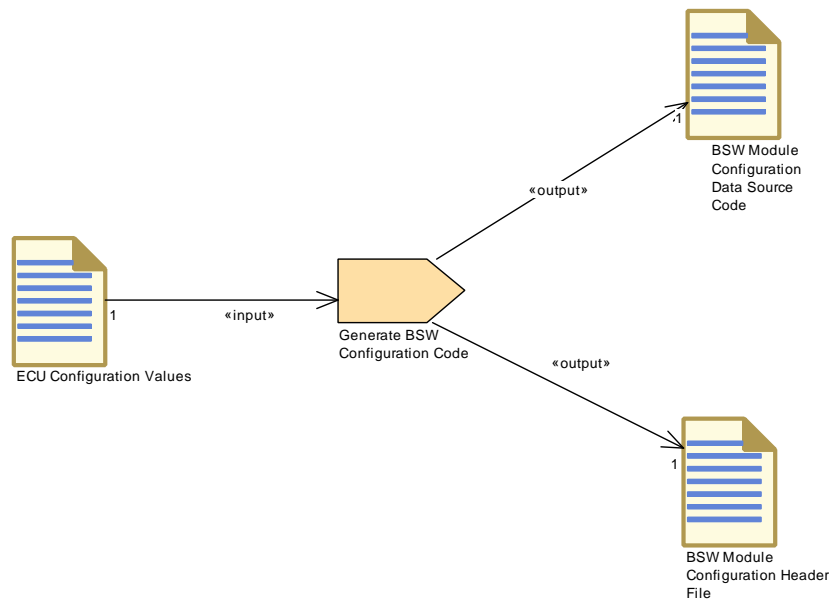 1
BSW Module
Configuration
Data Source
Code
«output»
1
«input»
Generate BSW
Configuration Code
ECU Configuration Values
«output»
1
BSW Module
Configuration Header
File